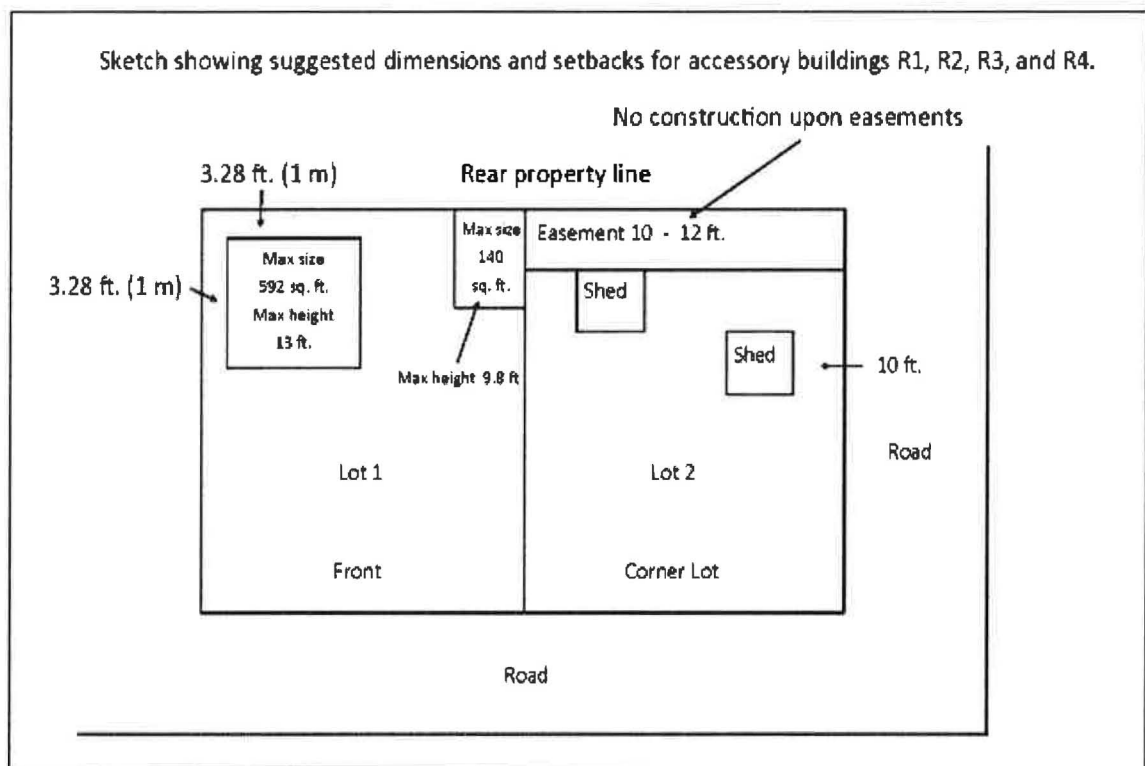 Sketch showing suggested dimensions and setbacks for accessory buildings R1, R2, R3, and R4.
No construction upon easements
3.28 ft. (1 m)
Rear property line
Max size
592 sq. ft.
Max height
13 ft.
Max size
140
sq. ft.
Easement 10 - 12 ft.
3.28 ft. (1 m)
Shed
Shed
Max height 9.8 ft
10 ft.
Road
Lot 1
Lot 2
Front
Corner Lot
Road